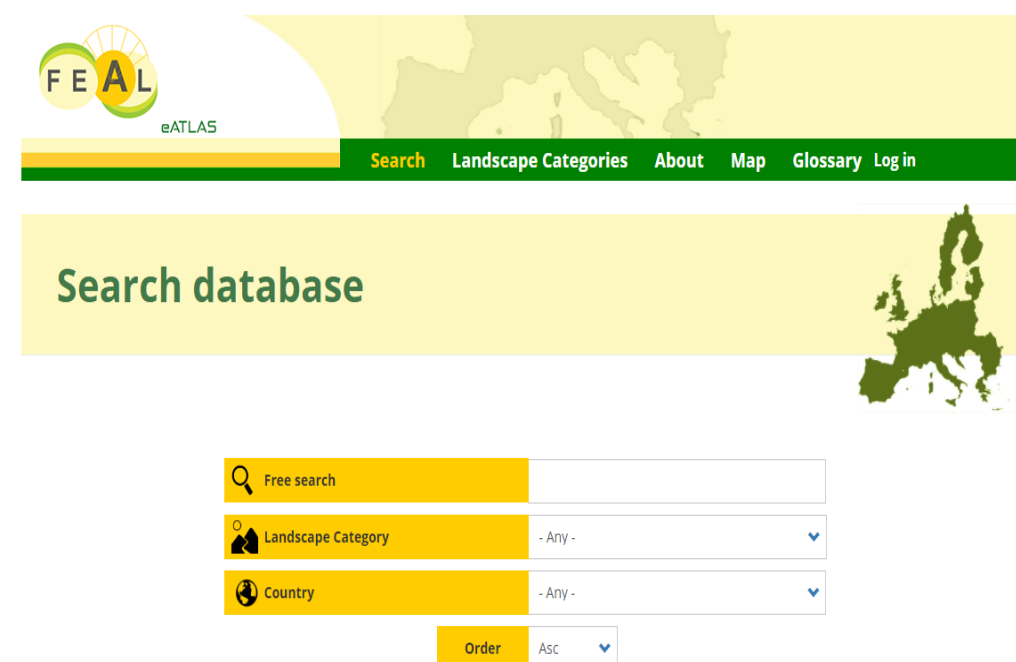 FEAL
eATLAS
Search Landscape Categories About Map Glossary Log in
Search database
Free search
Landscape Category - Any -
Country - Any -
Order Asc